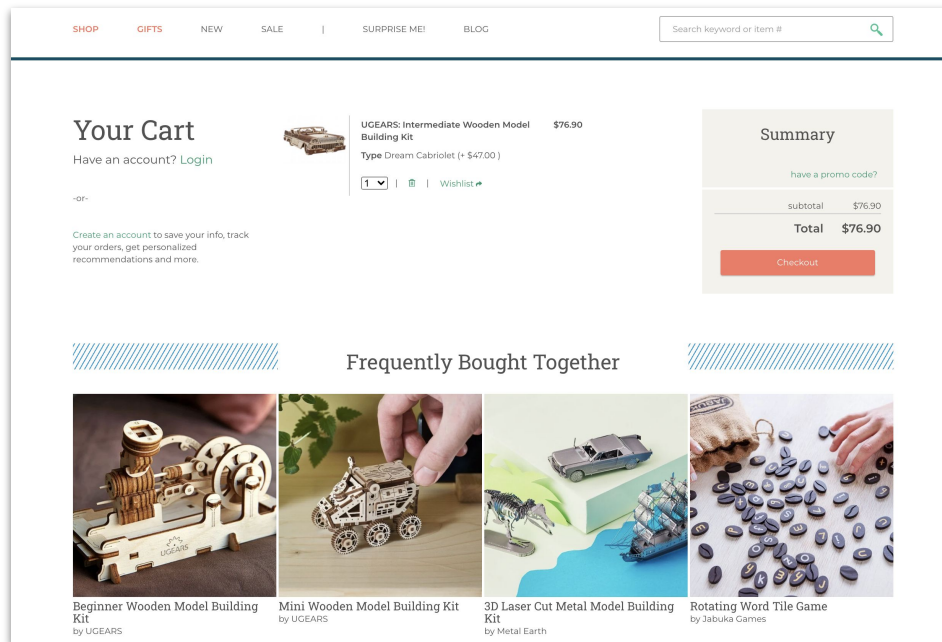 SHOP GIFTS NEW SALE | SURPRISE ME! BLOG
Search keyword or item #
Your Cart
Have an account? Login
-or-
Create an account to save your info, track
your orders, get personalized
recommendations and more.
UGEARS: Intermediate Wooden Model
Building Kit
$76.90
Type Dream Cabriolet (+ $47.00 )
1 | | Wishlist
Summary
have a promo code?
subtotal $76.90
Total $76.90
Checkout
Frequently Bought Together
UGEARS
Beginner Wooden Model Building
Kit
by UGEARS
Mini Wooden Model Building Kit
by UGEARS
3D Laser Cut Metal Model Building
Kit
by Metal Earth
Rotating Word Tile Game
by Jabuka Games